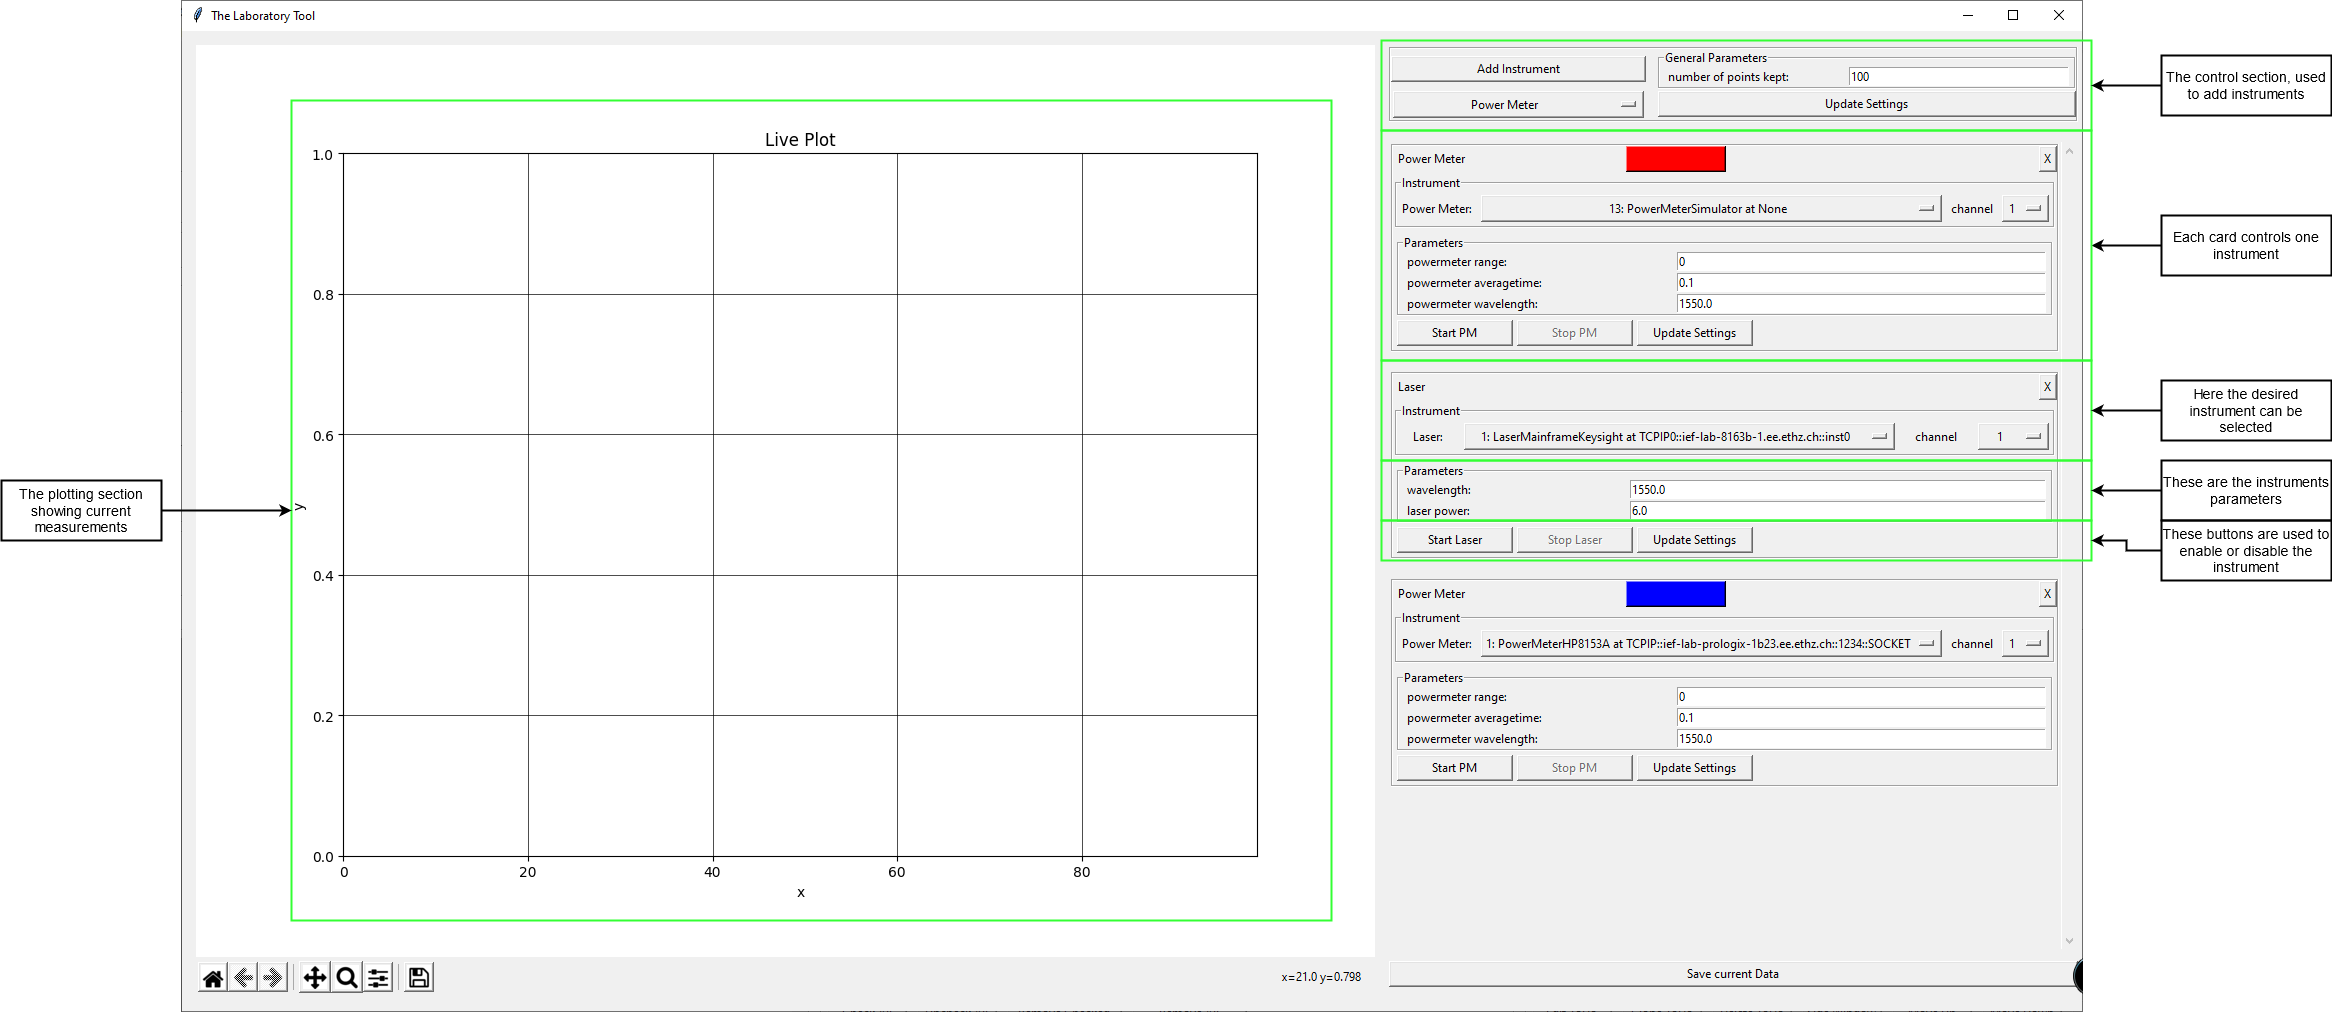 The Laboratory Tool
The plotting section
showing current
measurements
Live Plot
1.0
0.8
0.6
0.4
0.2
0.0
y
0 20 40 60 80
x
x=21.0 y=0.798
Add Instrument
Power Meter
General Parameters
number of points kept: 100
Update Settings
Power Meter X
Instrument
Power Meter: 13: PowerMeterSimulator at None channel 1
Parameters
powermeter range: 0
powermeter averagetime: 0.1
powermeter wavelength: 1550.0
Start PM Stop PM Update Settings
Laser X
Instrument
Laser: 1: LaserMainframeKeysight at TCPIP0::ief-lab-8163b-1.ee.ethz.ch::inst0 channel 1
Parameters
wavelength: 1550.0
laser power: 6.0
Start Laser Stop Laser Update Settings
Power Meter X
Instrument
Power Meter: 1: PowerMeterHP8153A at TCPIP::ief-lab-prologix-1b23.ee.ethz.ch::1234::SOCKET channel 1
Parameters
powermeter range: 0
powermeter averagetime: 0.1
powermeter wavelength: 1550.0
Start PM Stop PM Update Settings
Save current Data
The control section, used
to add instruments
Each card controls one
instrument
Here the desired
instrument can be
selected
These are the instruments
parameters
These buttons are used to
enable or disable the
instrument